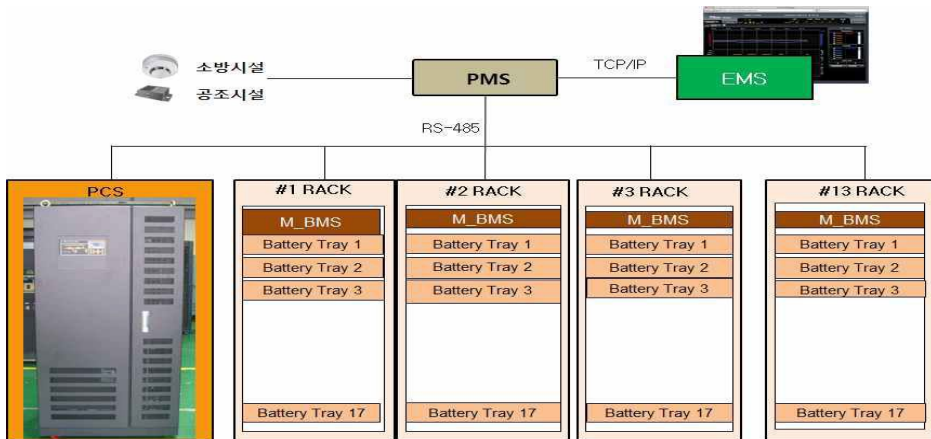 소방시설
공조시설
PMS
TCP/IP
EMS
RS-485
PCS
#1 RACK
M_BMS
Battery Tray 1
Battery Tray 2
Battery Tray 3
Battery Tray 17
#2 RACK
M_BMS
Battery Tray 1
Battery Tray 2
Battery Tray 3
Battery Tray 17
#3 RACK
M_BMS
Battery Tray 1
Battery Tray 2
Battery Tray 3
Battery Tray 17
#13 RACK
M_BMS
Battery Tray 1
Battery Tray 2
Battery Tray 3
Battery Tray 17